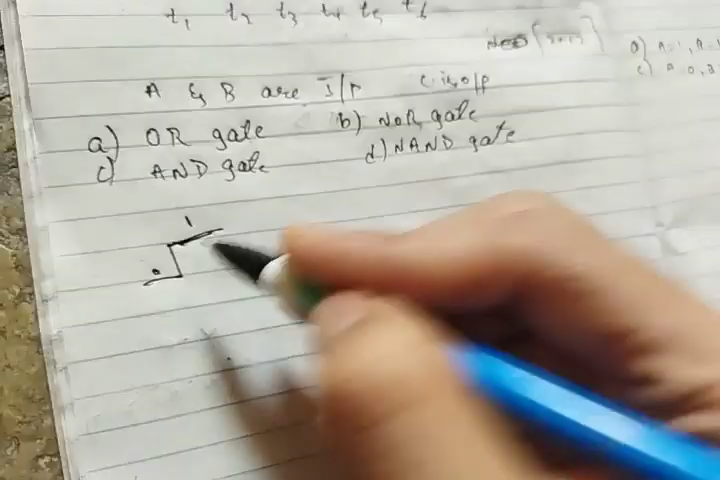 t1 t2 t3 t4 t5 t6
A & B are I/p C is o/p
a) OR gate b) NOR gate
c) AND gate d) NAND gate
1
0